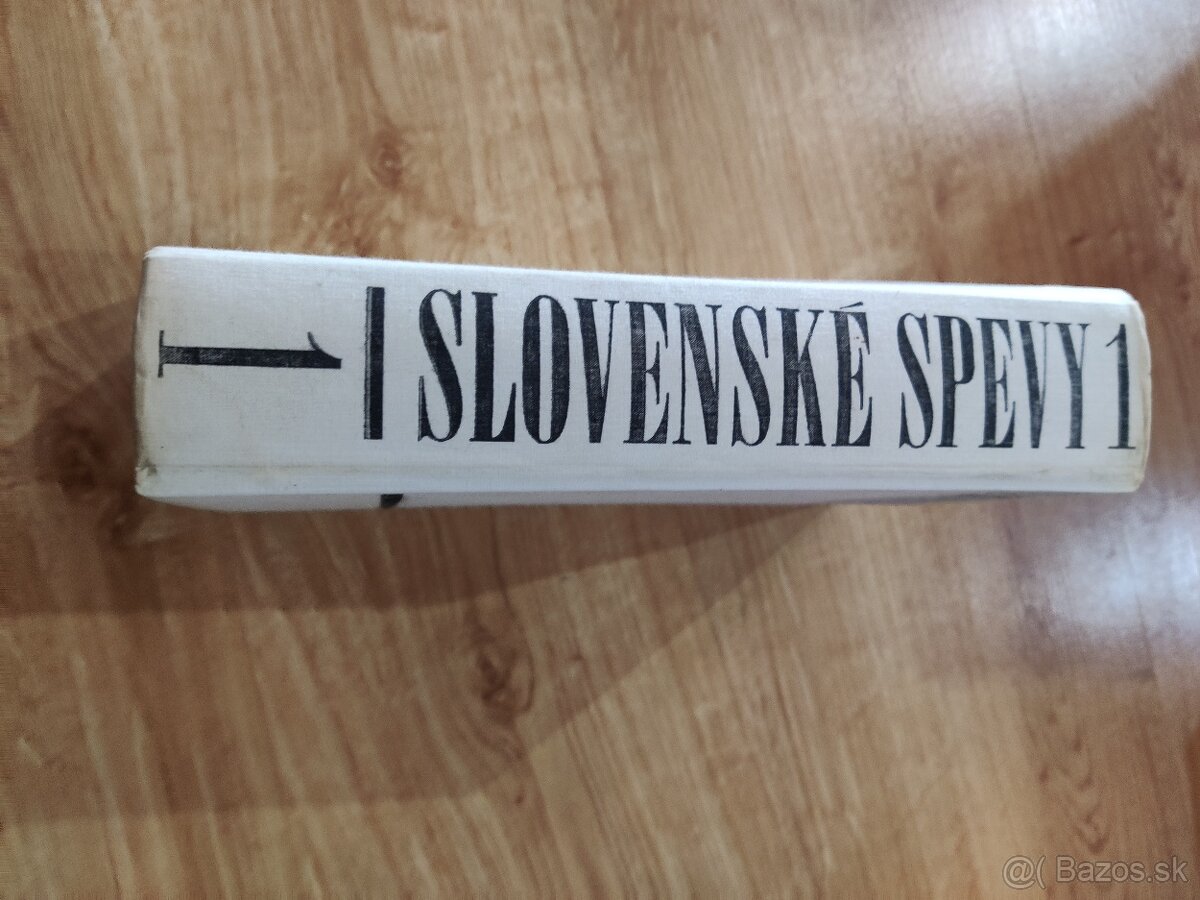 1
SLOVENSKÉ SPEVY 1
@( Bazos.sk